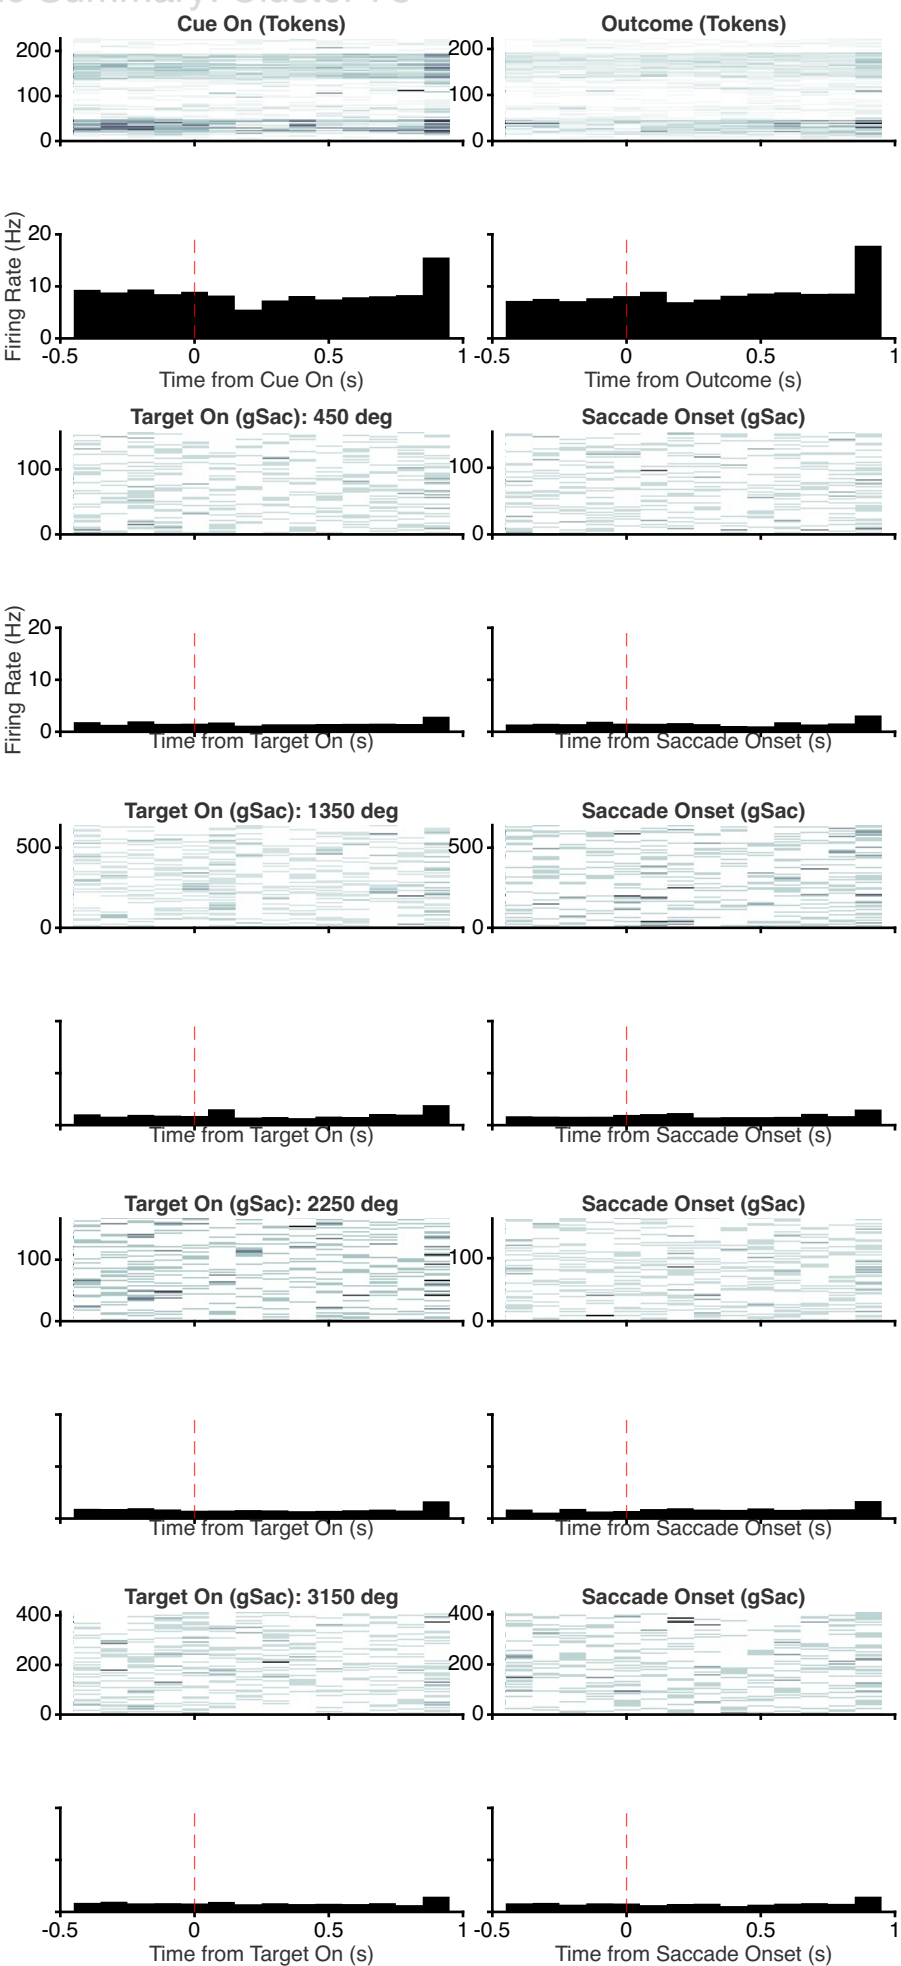 Summary: Cluster
Cue On (Tokens) Outcome (Tokens)
200 200
100 100
0 0
Firing Rate (Hz)
20
10
0
-0.5 0 0.5 1 -0.5 0 0.5 1
Time from Cue On (s) Time from Outcome (s)
Target On (gSac): 450 deg Saccade Onset (gSac)
100 100
0 0
Firing Rate (Hz)
20
10
0
Time from Target On (s) Time from Saccade Onset (s)
Target On (gSac): 1350 deg Saccade Onset (gSac)
500 500
0 0
Time from Target On (s) Time from Saccade Onset (s)
Target On (gSac): 2250 deg Saccade Onset (gSac)
100 100
0 0
Time from Target On (s) Time from Saccade Onset (s)
Target On (gSac): 3150 deg Saccade Onset (gSac)
400 400
200 200
0 0
-0.5 0 0.5 1 -0.5 0 0.5 1
Time from Target On (s) Time from Saccade Onset (s)